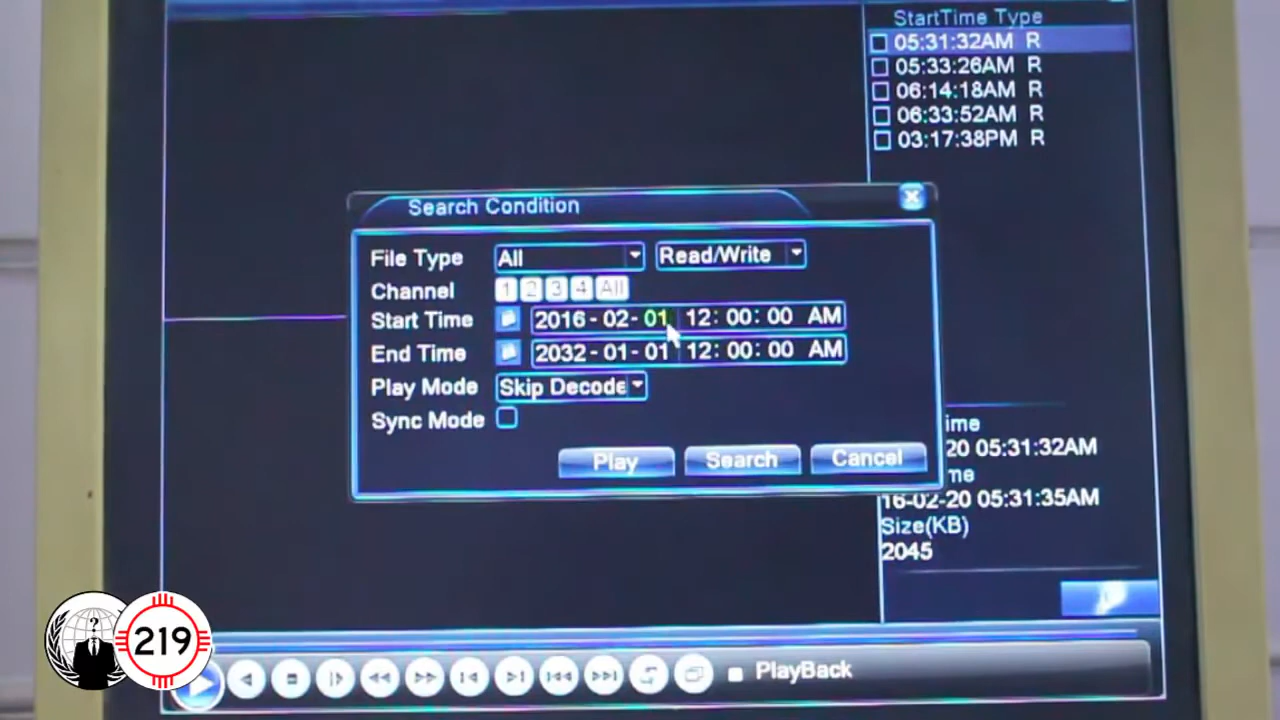 StartTime Type
05:31:32AM R
05:33:26AM R
06:14:18AM R
06:33:52AM R
03:17:38PM R
Search Condition
File Type All Read/Write
Channel 1 2 3 4 All
Start Time 2016-02-01 12:00:00 AM
End Time 2032-01-01 12:00:00 AM
Play Mode Skip Decode
Sync Mode
Play Search Cancel
ime
20 05:31:32AM
me
16-02-20 05:31:35AM
Size(KB)
2045
?
219
PlayBack